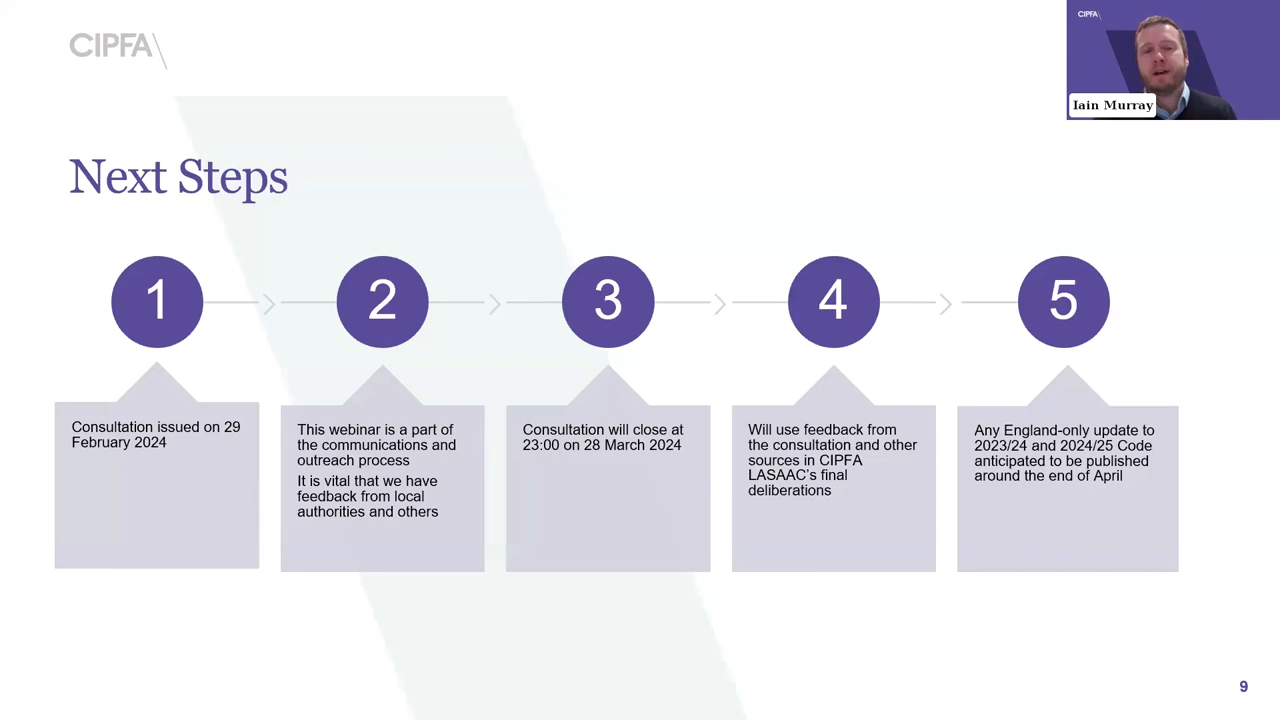 CIPFA
CIPFA
Iain Murray
Next Steps
1
2
3
4
5
Consultation issued on 29
February 2024
This webinar is a part of
the communications and
outreach process
It is vital that we have
feedback from local
authorities and others
Consultation will close at
23:00 on 28 March 2024
Will use feedback from
the consultation and other
sources in CIPFA
LASAAC's final
deliberations
Any England-only update to
2023/24 and 2024/25 Code
anticipated to be published
around the end of April
9